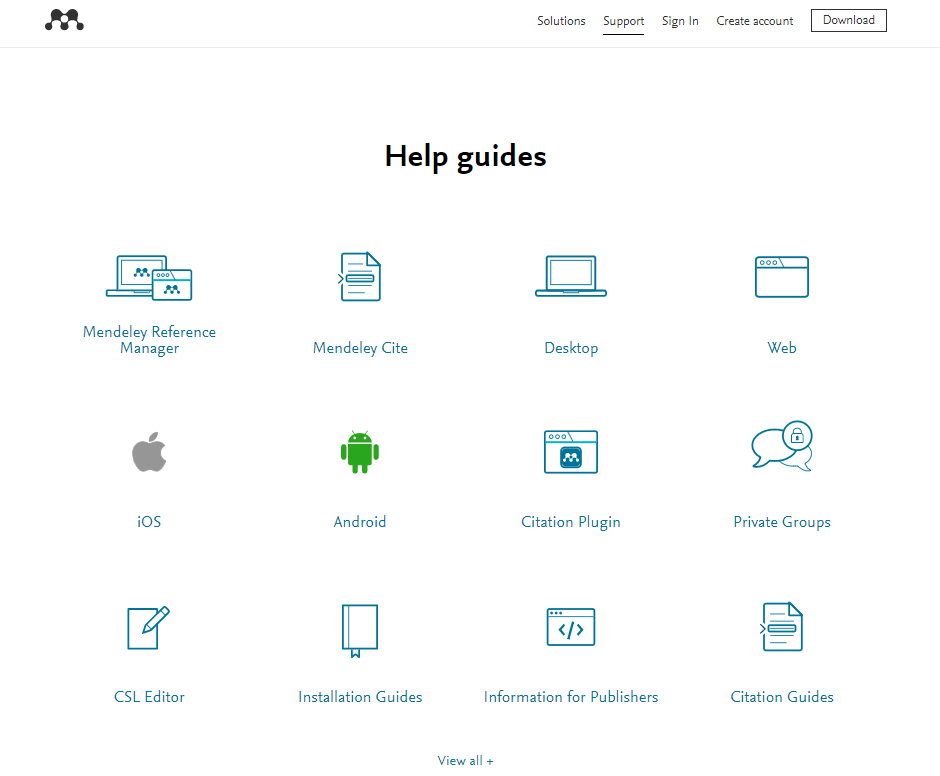 Solutions Support Sign In Create account Download
Help guides
Mendeley Reference
Manager
Mendeley Cite
Desktop
Web
iOS
Android
Citation Plugin
Private Groups
CSL Editor
Installation Guides
Information for Publishers
Citation Guides
View all +